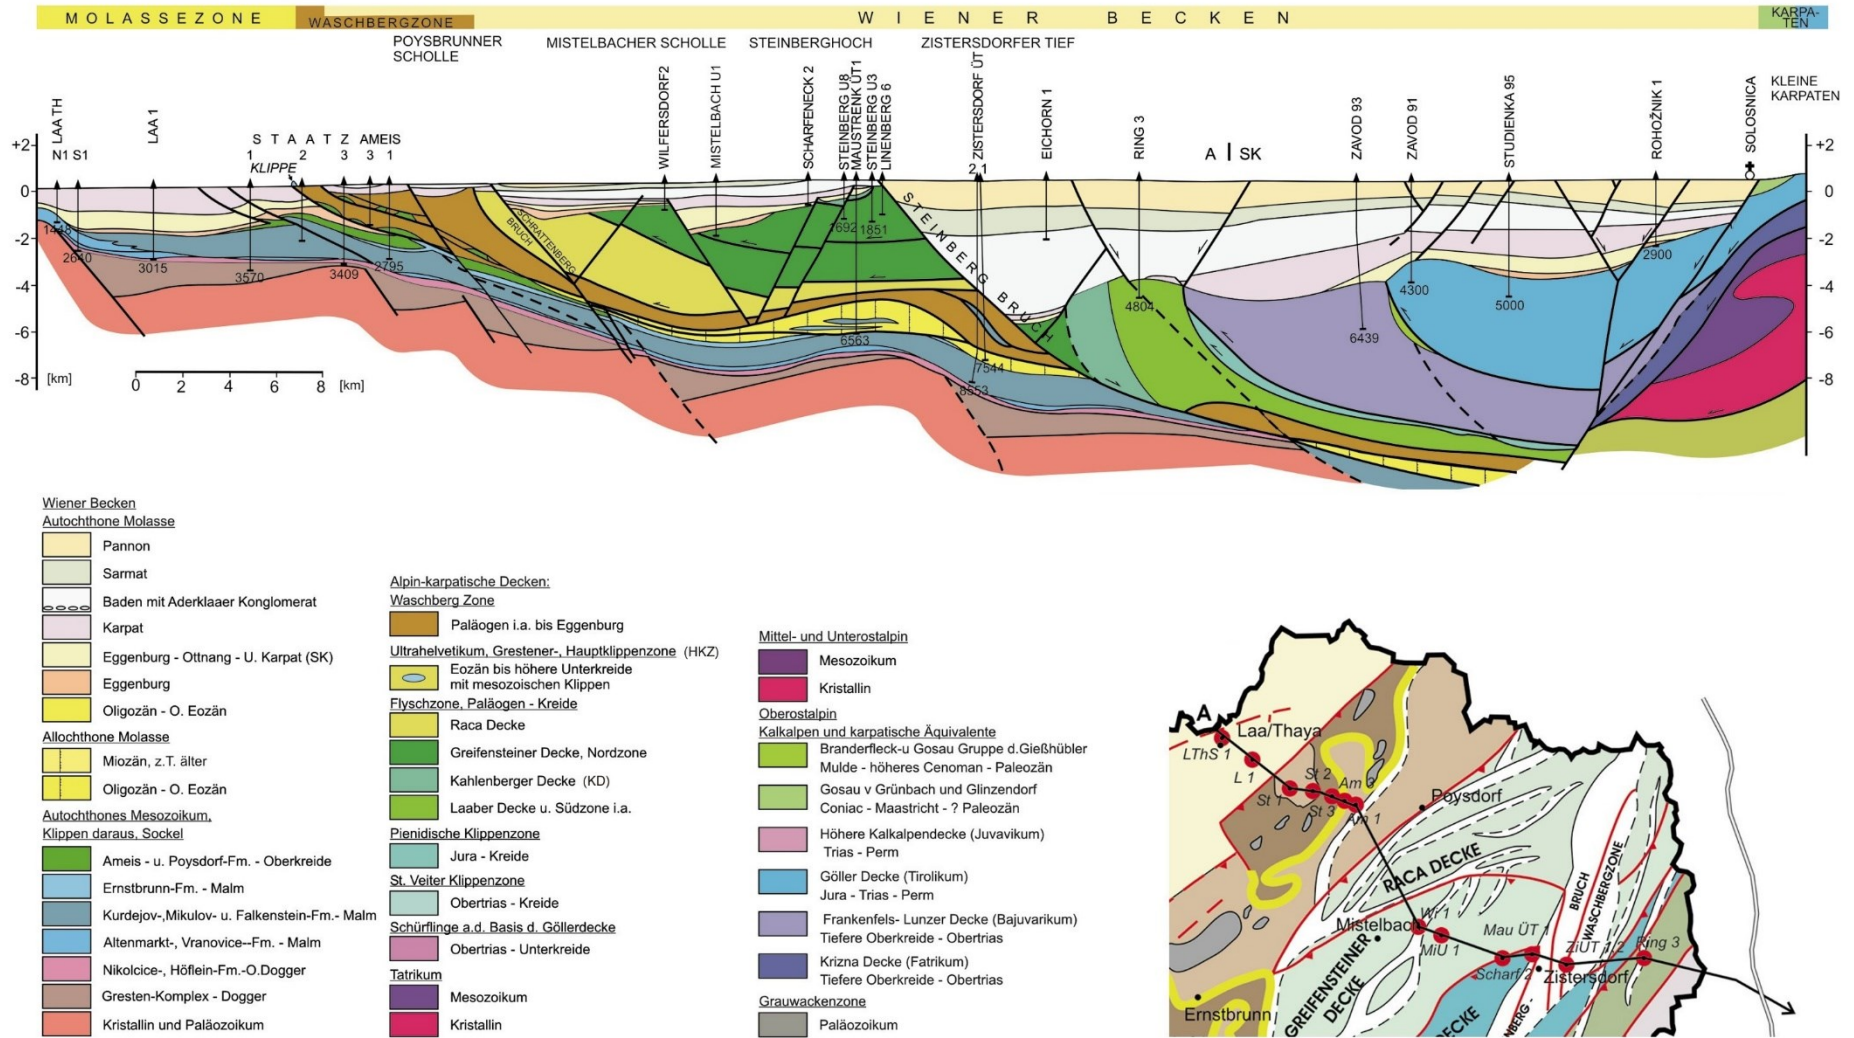 MOLASSEZONE
WASCHBERGZONE
WIENER BECKEN
KARPA-
TEN
POYSBRUNNER
SCHOLLE
MISTELBACHER SCHOLLE
STEINBERGHOCH
ZISTERSDORFER TIEF
LAA TH
N1 S1
LAA 1
STAATZ
1 2 3
KLIPPE
AMEIS
3 1
WILFERSDORF2
MISTELBACH U1
SCHARFENECK 2
STEINBERG U8
MAUSTRENK ÜT1
STEINBERG U3
LINENBERG 6
ZISTERSDORF ÜT
2 1
EICHORN 1
RING 3
A | SK
ZAVOD 93
ZAVOD 91
STUDIENKA 95
ROHOŽNIK 1
SOLOSNICA
KLEINE
KARPATEN
+2
0
-2
-4
-6
-8
[km]
+2
0
-2
-4
-6
-8
1448
2640
3015
3570
3409
2795
SCHRATTENBERG
BRUCH
1692
1851
6563
STEINBERG BRUCH
7544
8553
4804
6439
4300
5000
2900
0 2 4 6 8 [km]
Wiener Becken
Autochthone Molasse
Pannon
Sarmat
Baden mit Aderklaaer Konglomerat
Karpat
Eggenburg - Ottnang - U. Karpat (SK)
Eggenburg
Oligozän - O. Eozän
Allochthone Molasse
Miozän, z.T. älter
Oligozän - O. Eozän
Autochthones Mesozoikum,
Klippen daraus, Sockel
Ameis - u. Poysdorf-Fm. - Oberkreide
Ernstbrunn-Fm. - Malm
Kurdejov-,Mikulov- u. Falkenstein-Fm.- Malm
Altenmarkt-, Vranovice--Fm. - Malm
Nikolcice-, Höflein-Fm.-O.Dogger
Gresten-Komplex - Dogger
Kristallin und Paläozoikum
Alpin-karpatische Decken:
Waschberg Zone
Paläogen i.a. bis Eggenburg
Ultrahelvetikum, Grestener-, Hauptklippenzone (HKZ)
Eozän bis höhere Unterkreide
mit mesozoischen Klippen
Flyschzone, Paläogen - Kreide
Raca Decke
Greifensteiner Decke, Nordzone
Kahlenberger Decke (KD)
Laaber Decke u. Südzone i.a.
Pienidische Klippenzone
Jura - Kreide
St. Veiter Klippenzone
Obertrias - Kreide
Schürflinge a.d. Basis d. Göllerdecke
Obertrias - Unterkreide
Tatrikum
Mesozoikum
Kristallin
Mittel- und Unterostalpin
Mesozoikum
Kristallin
Oberostalpin
Kalkalpen und karpatische Äquivalente
Branderfleck-u Gosau Gruppe d.Gießhübler
Mulde - höheres Cenoman - Paleozän
Gosau v Grünbach und Glinzendorf
Coniac - Maastricht - ? Paleozän
Höhere Kalkalpendecke (Juvavikum)
Trias - Perm
Göller Decke (Tirolikum)
Jura - Trias - Perm
Frankenfels- Lunzer Decke (Bajuvarikum)
Tiefere Oberkreide - Obertrias
Krizna Decke (Fatrikum)
Tiefere Oberkreide - Obertrias
Grauwackenzone
Paläozoikum
A
Laa/Thaya
LThS 1
L 1
St 1
St 2
St 3
Am 3
Am 1
Poysdorf
RACA DECKE
BRUCH
WASCHBERGZONE
Mistelbach
Wi 1
MiU 1
Mau ÜT 1
Scharf 2
ZiUT 1,2
Zistersdorf
Ring 3
GREIFENSTEINER
DECKE
Ernstbrunn
DECKE
NBERG